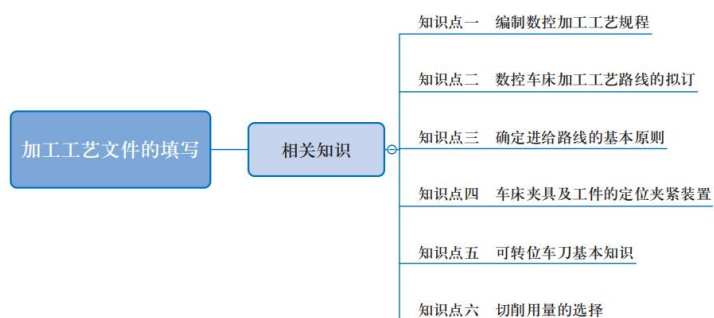 加工工艺文件的填写
相关知识
知识点一 编制数控加工工艺规程
知识点二 数控车床加工工艺路线的拟订
知识点三 确定进给路线的基本原则
知识点四 车床夹具及工件的定位夹紧装置
知识点五 可转位车刀基本知识
知识点六 切削用量的选择